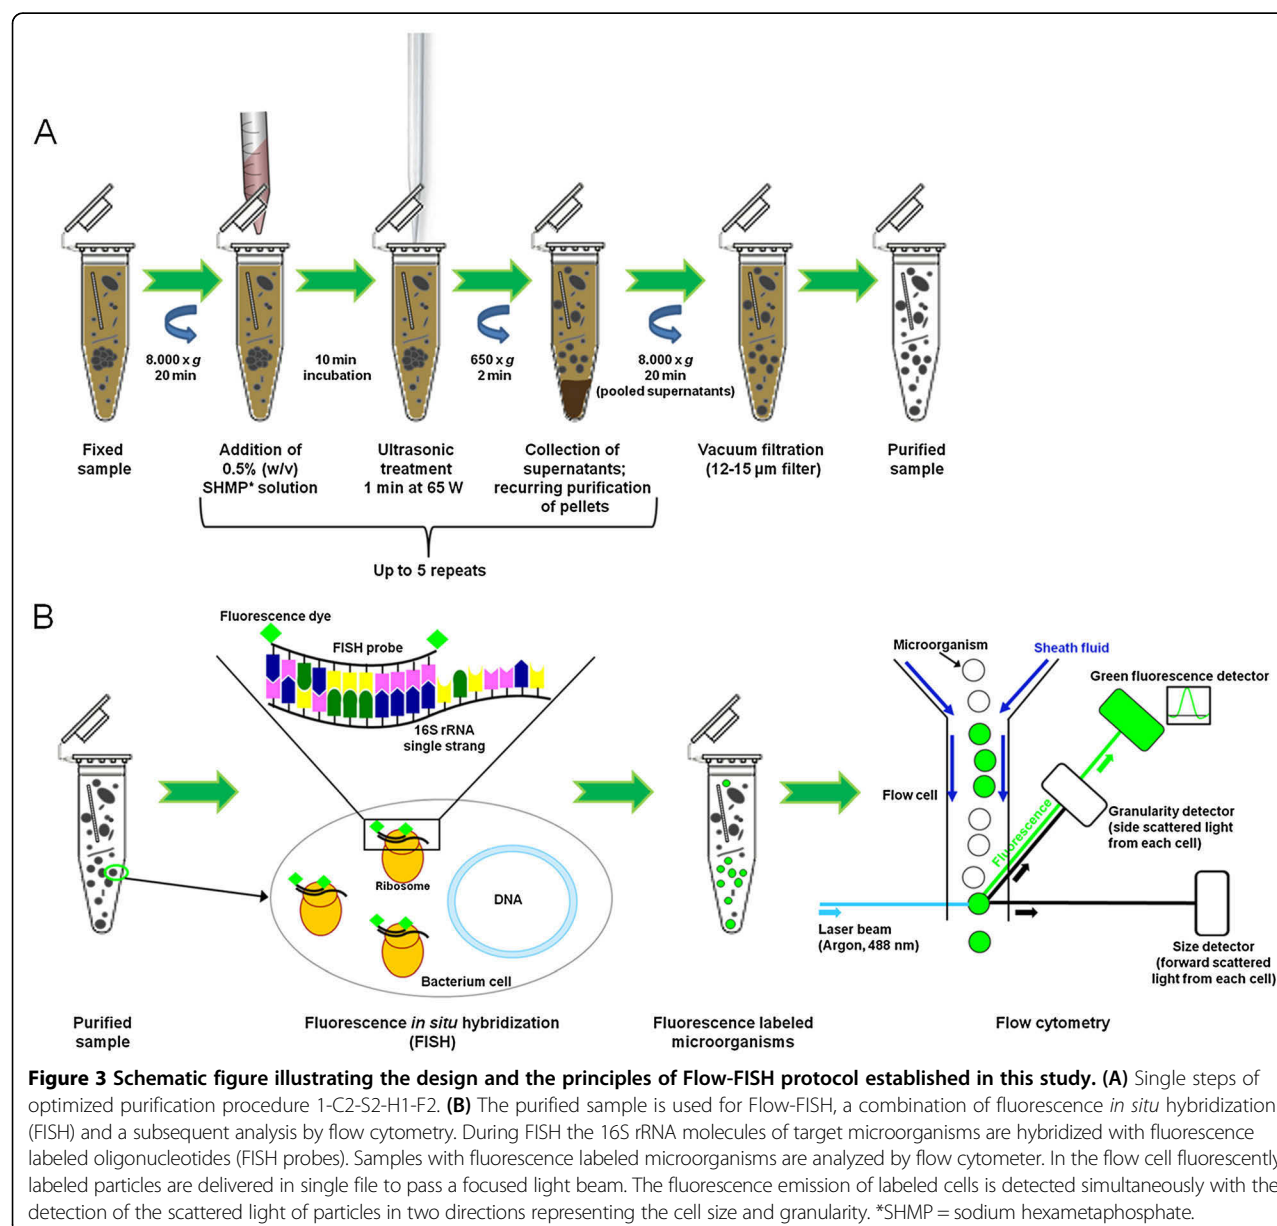 A
8.000 x g
20 min
10 min
incubation
650 x g
2 min
8.000 x g
20 min
(pooled supernatants)
Fixed
sample
Addition of
0.5% (w/v)
SHMP* solution
Ultrasonic
treatment
1 min at 65 W
Collection of
supernatants;
recurring purification
of pellets
Vacuum filtration
(12-15 µm filter)
Purified
sample
Up to 5 repeats
B
Fluorescence dye
FISH probe
16S rRNA
single strang
Ribosome
DNA
Bacterium cell
Microorganism
Sheath fluid
Green fluorescence detector
Flow cell
Fluorescence
Granularity detector
(side scattered light
from each cell)
Laser beam
(Argon, 488 nm)
Size detector
(forward scattered
light from each cell)
Purified
sample
Fluorescence in situ hybridization
(FISH)
Fluorescence labeled
microorganisms
Flow cytometry
Figure 3 Schematic figure illustrating the design and the principles of Flow-FISH protocol established in this study. (A) Single steps of
optimized purification procedure 1-C2-S2-H1-F2. (B) The purified sample is used for Flow-FISH, a combination of fluorescence in situ hybridization
(FISH) and a subsequent analysis by flow cytometry. During FISH the 16S rRNA molecules of target microorganisms are hybridized with fluorescence
labeled oligonucleotides (FISH probes). Samples with fluorescence labeled microorganisms are analyzed by flow cytometer. In the flow cell fluorescently
labeled particles are delivered in single file to pass a focused light beam. The fluorescence emission of labeled cells is detected simultaneously with the
detection of the scattered light of particles in two directions representing the cell size and granularity. *SHMP = sodium hexametaphosphate.